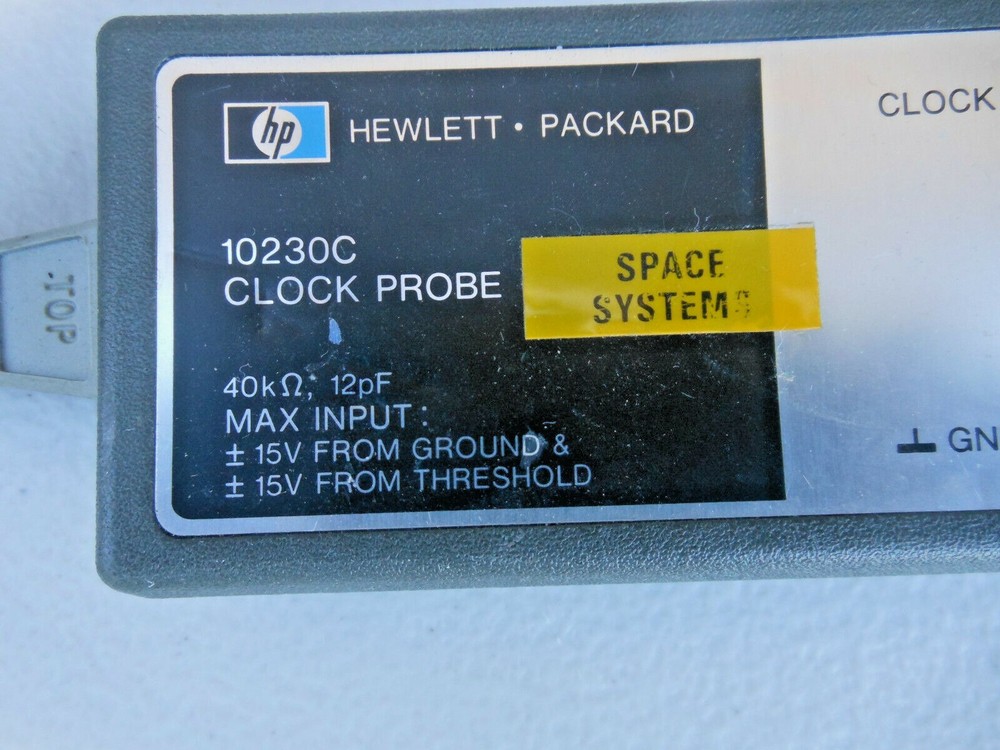 hp HEWLETT • PACKARD
CLOCK
10230C
CLOCK PROBE
SPACE
SYSTEMS
40kΩ, 12pF
MAX INPUT:
± 15V FROM GROUND &
± 15V FROM THRESHOLD
GN
TOP